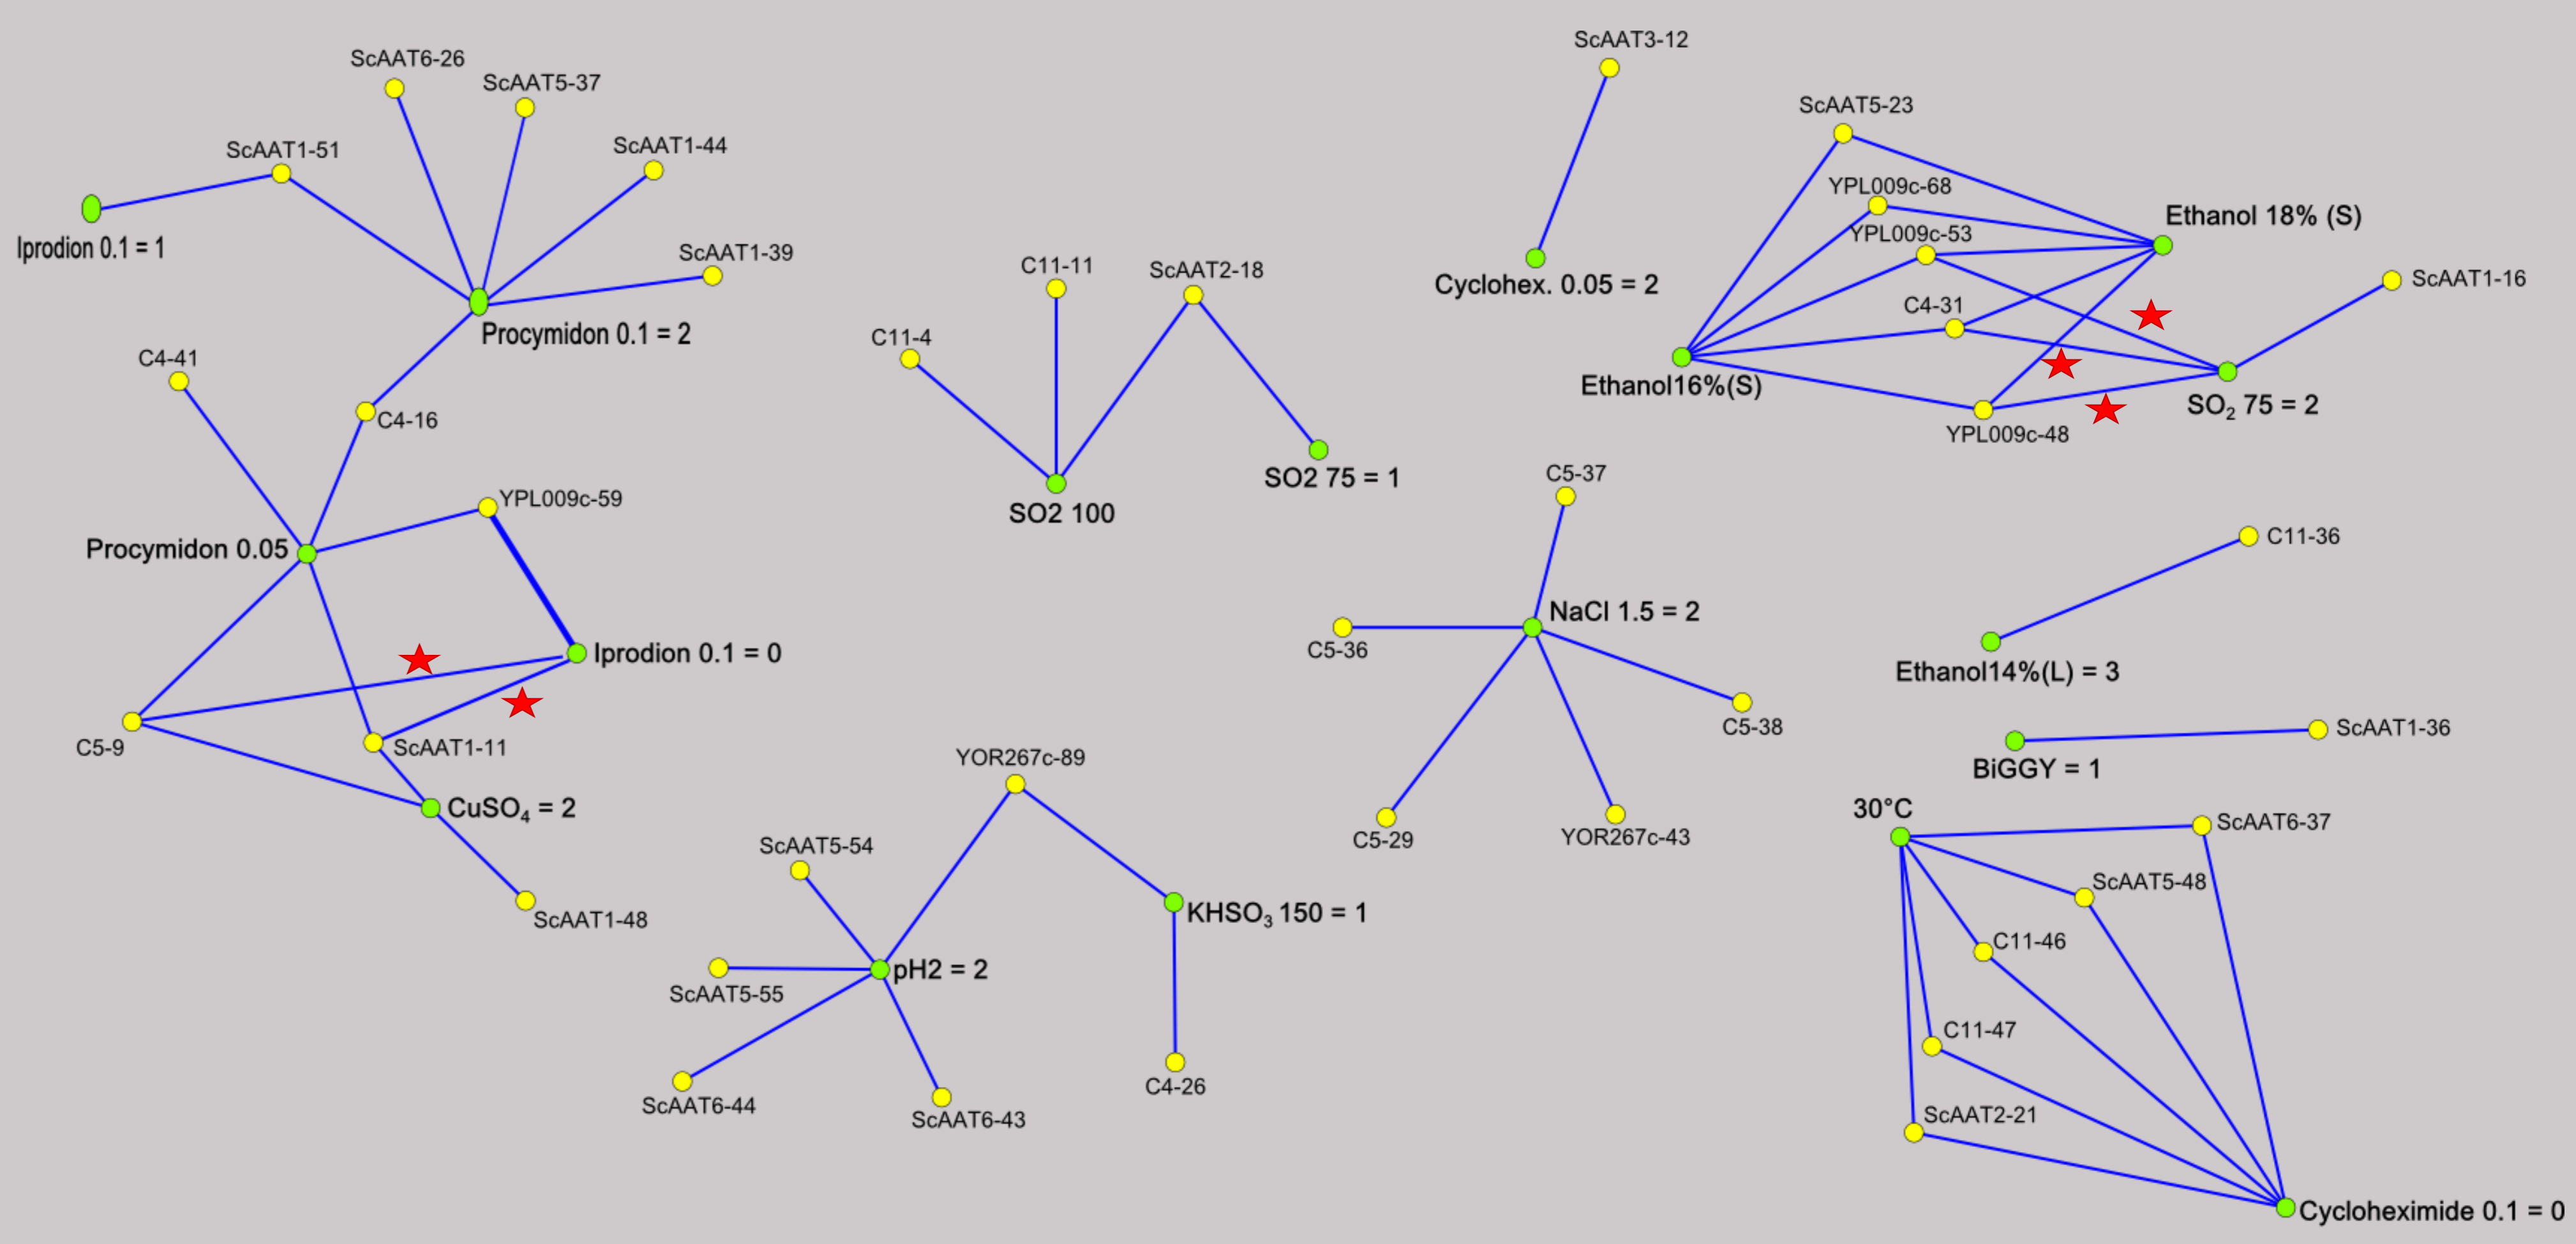 ScAAT6-26
ScAAT5-37
ScAAT1-51
ScAAT1-44
Iprodion 0.1 = 1
ScAAT1-39
Procymidon 0.1 = 2
C4-41
C4-16
YPL009c-59
Procymidon 0.05
Iprodion 0.1 = 0
C5-9
ScAAT1-11
CuSO₄ = 2
ScAAT1-48
C11-11
ScAAT2-18
C11-4
SO2 75 = 1
SO2 100
YOR267c-89
ScAAT5-54
KHSO₃ 150 = 1
pH2 = 2
ScAAT5-55
C4-26
ScAAT6-44
ScAAT6-43
ScAAT3-12
Cyclohex. 0.05 = 2
ScAAT5-23
YPL009c-68
Ethanol 18% (S)
YPL009c-53
ScAAT1-16
C4-31
Ethanol16%(S)
SO₂ 75 = 2
YPL009c-48
C5-37
NaCl 1.5 = 2
C5-36
C5-38
C5-29
YOR267c-43
C11-36
Ethanol14%(L) = 3
ScAAT1-36
BiGGY = 1
30°C
ScAAT6-37
ScAAT5-48
C11-46
C11-47
ScAAT2-21
Cycloheximide 0.1 = 0